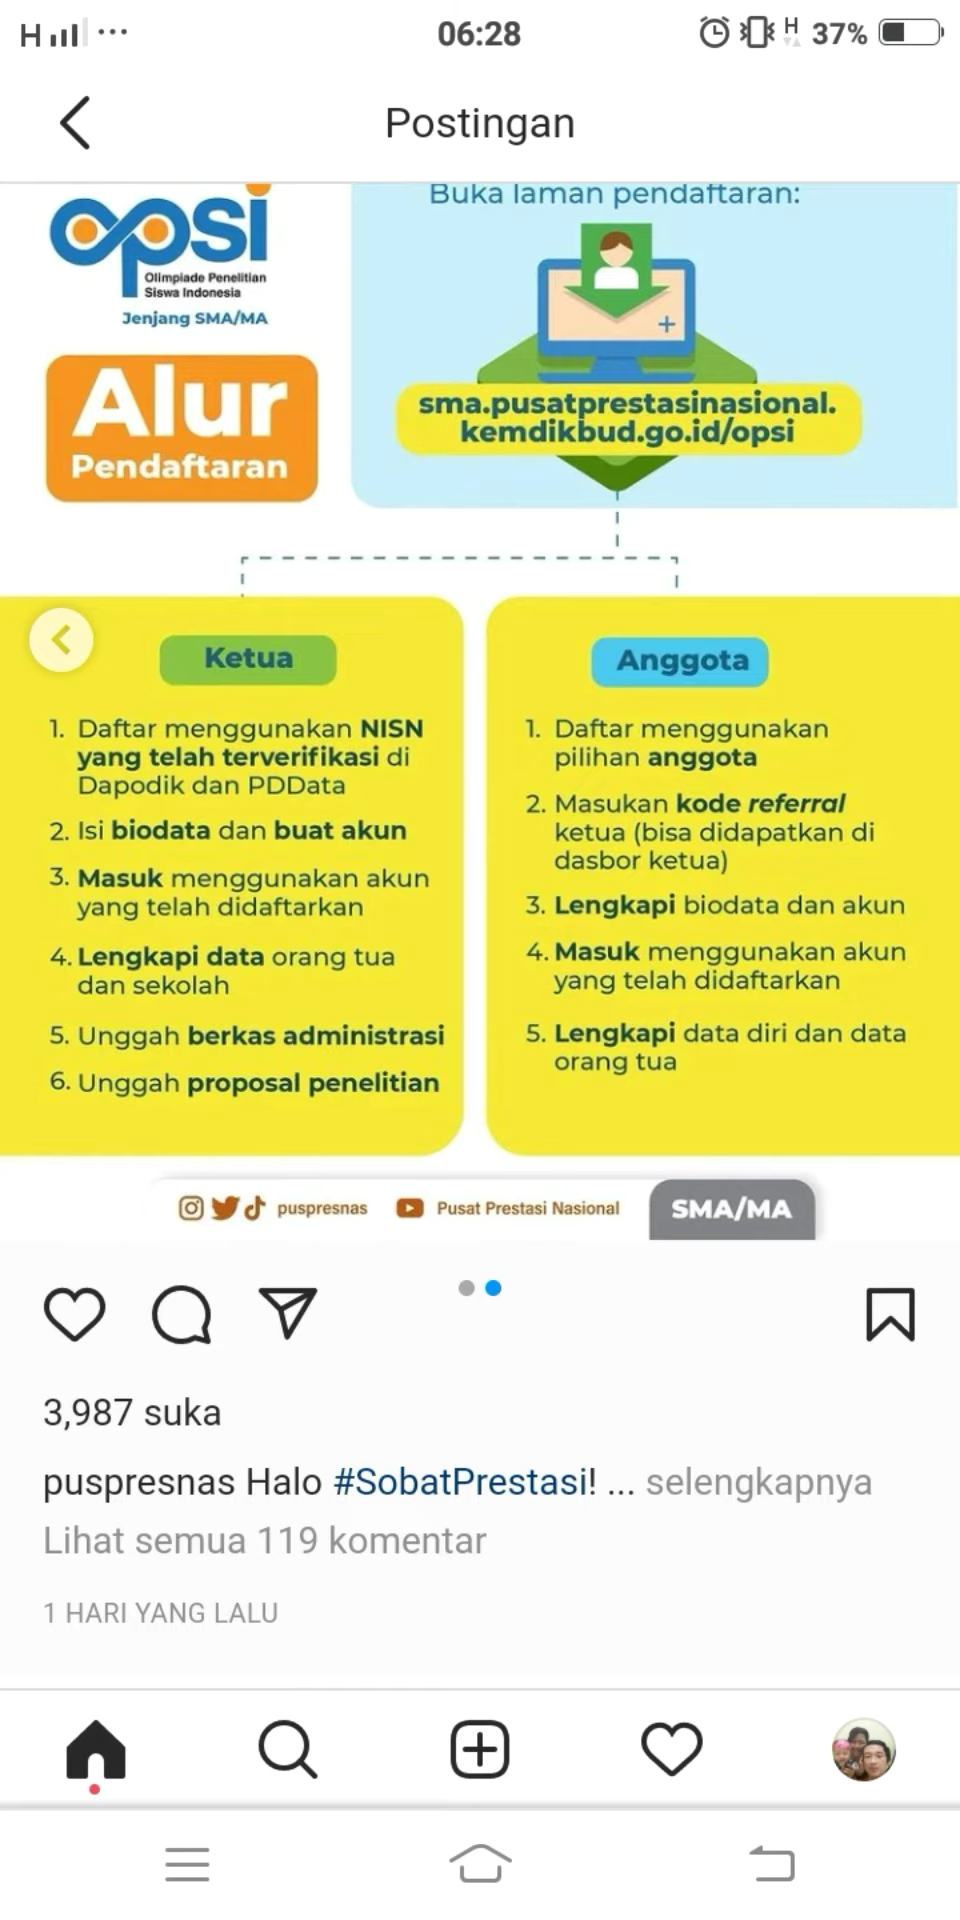 H ...
06:28
H 37%
Postingan
opsi
Olimpiade Penelitian
Siswa Indonesia
Jenjang SMA/MA
Alur
Pendaftaran
Buka laman pendaftaran:
sma.pusatprestasinasional.
kemdikbud.go.id/opsi
Ketua
1. Daftar menggunakan NISN
yang telah terverifikasi di
Dapodik dan PDData
2. Isi biodata dan buat akun
3. Masuk menggunakan akun
yang telah didaftarkan
4. Lengkapi data orang tua
dan sekolah
5. Unggah berkas administrasi
6. Unggah proposal penelitian
Anggota
1. Daftar menggunakan
pilihan anggota
2. Masukan kode referral
ketua (bisa didapatkan di
dasbor ketua)
3. Lengkapi biodata dan akun
4. Masuk menggunakan akun
yang telah didaftarkan
5. Lengkapi data diri dan data
orang tua
puspresnas Pusat Prestasi Nasional SMA/MA
3,987 suka
puspresnas Halo #SobatPrestasi! ... selengkapnya
Lihat semua 119 komentar
1 HARI YANG LALU